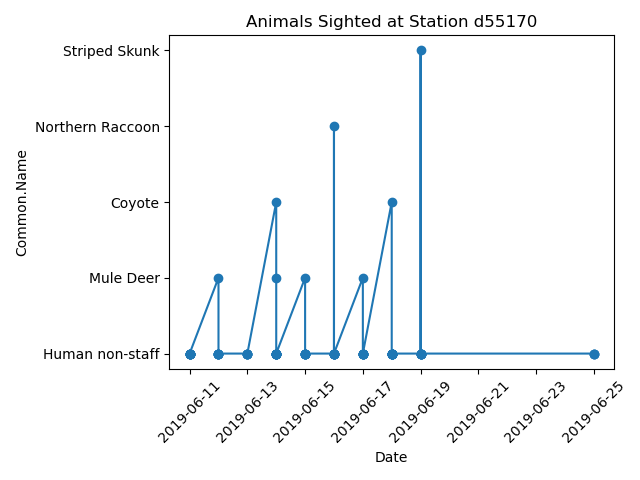 Animals Sighted at Station d55170
Striped Skunk
Northern Raccoon
Coyote
Mule Deer
Human non-staff
Common.Name
2019-06-11
2019-06-13
2019-06-15
2019-06-17
2019-06-19
2019-06-21
2019-06-23
2019-06-25
Date